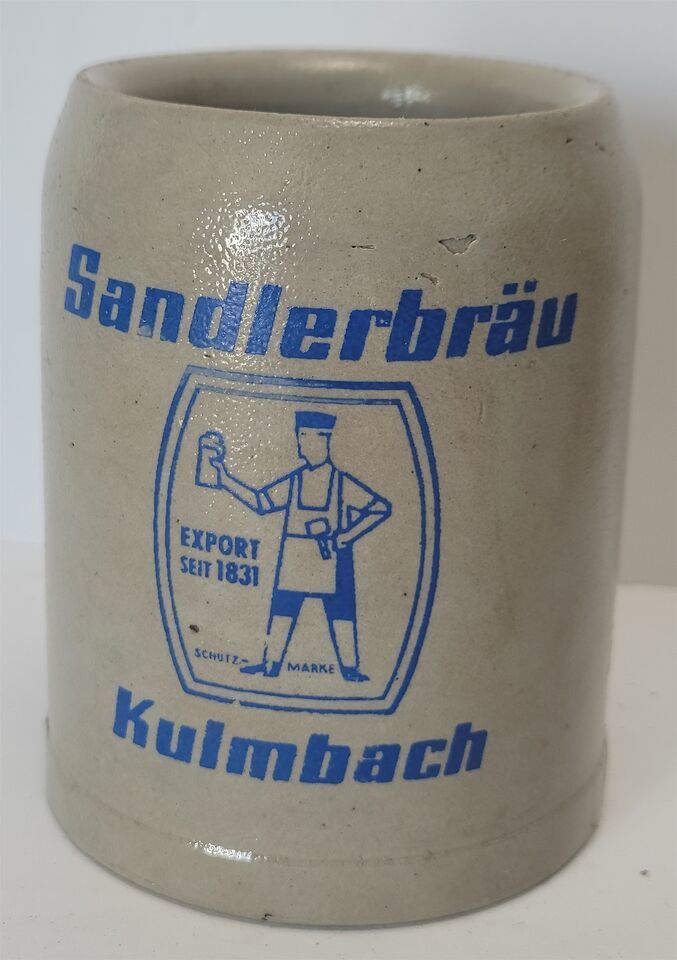 Sandlerbräu
EXPORT
SEIT 1831
SCHUTZ- MARKE
Kulmbach